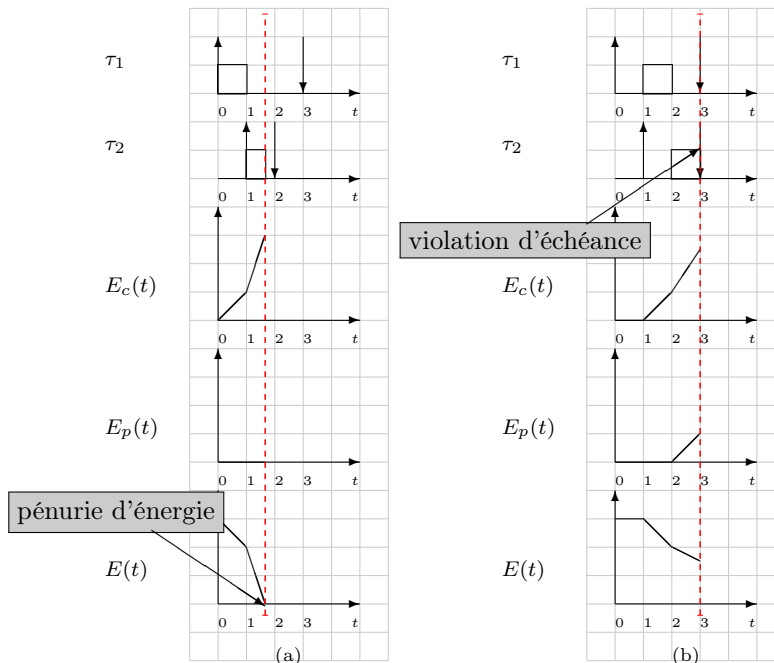 τ1
0 1 2 3 t
τ2
0 1 2 3 t
Ec(t)
0 1 2 3 t
Ep(t)
0 1 2 3 t
pénurie d'énergie
E(t)
0 1 2 3 t
(a)
τ1
0 1 2 3 t
τ2
0 1 2 3 t
violation d'échéance
Ec(t)
0 1 2 3 t
Ep(t)
0 1 2 3 t
E(t)
0 1 2 3 t
(b)